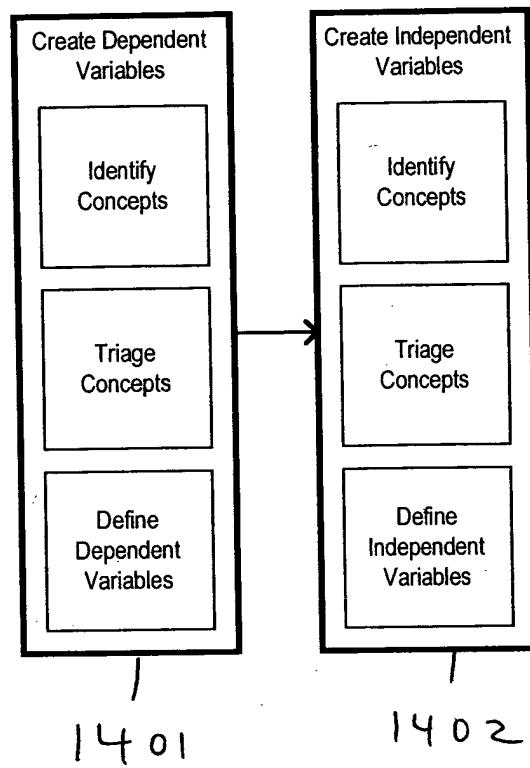 Create Dependent
Variables
Identify
Concepts
Triage
Concepts
Define
Dependent
Variables
1401
Create Independent
Variables
Identify
Concepts
Triage
Concepts
Define
Independent
Variables
1402